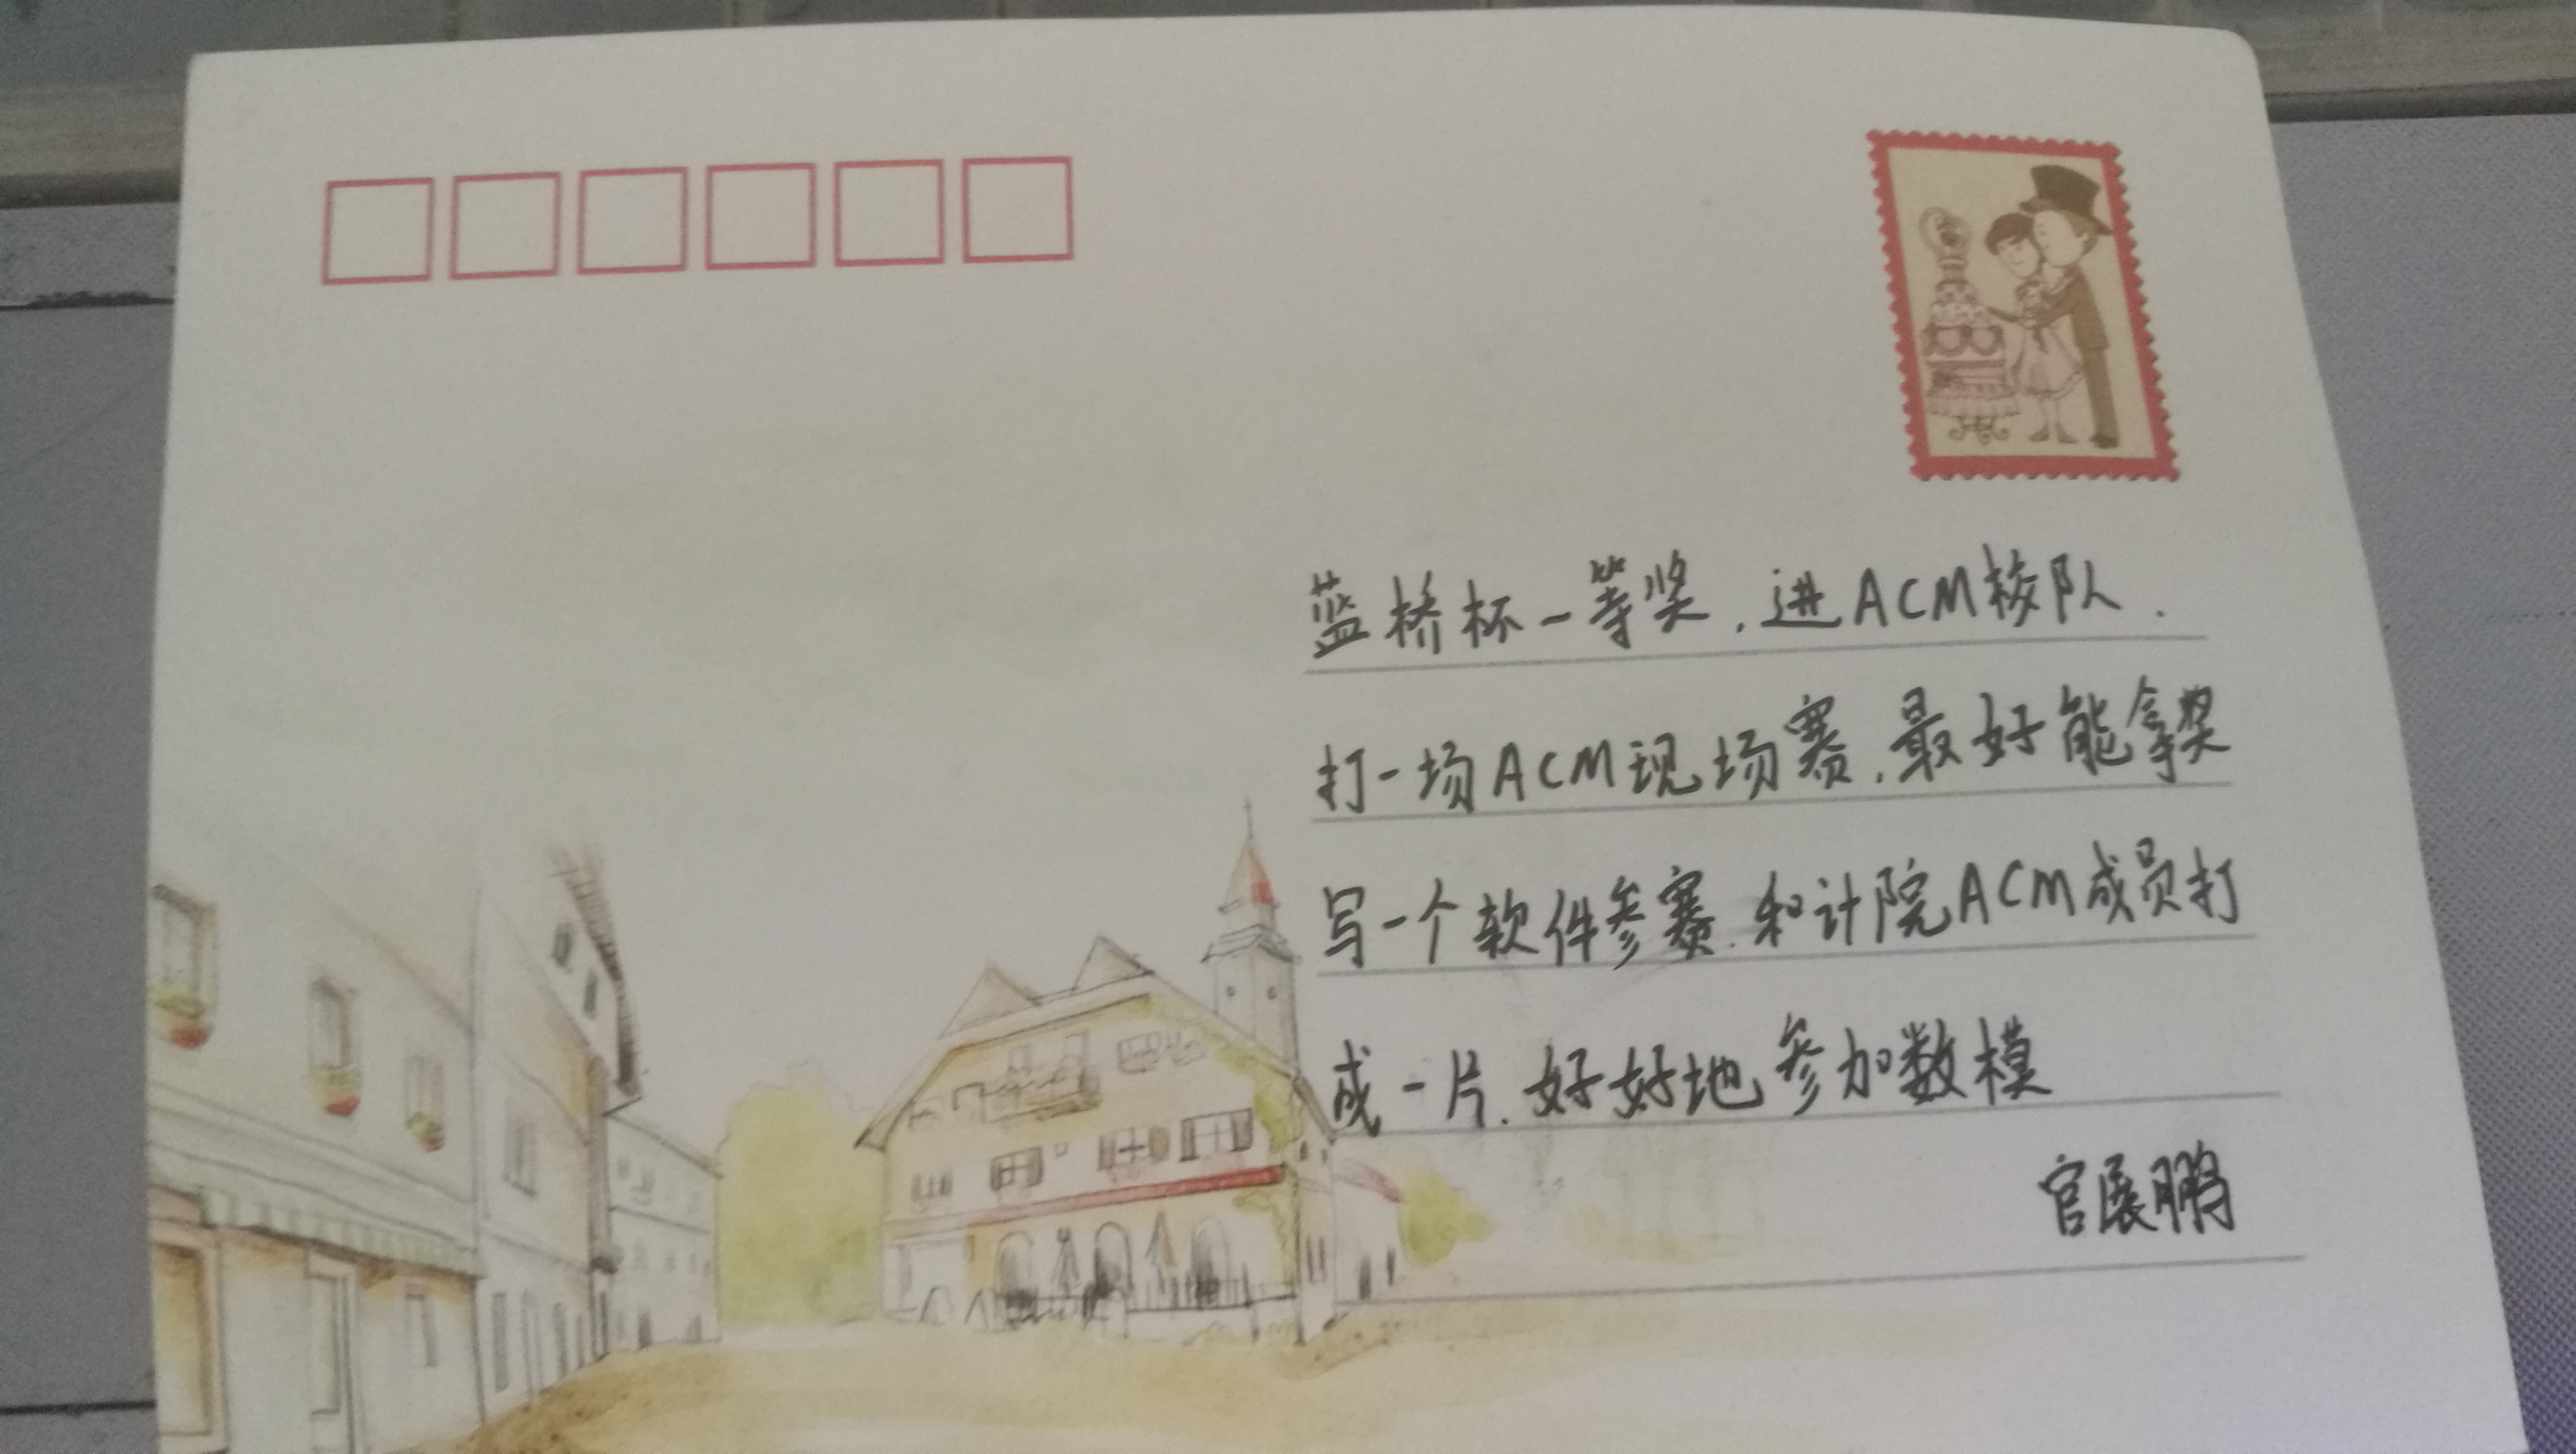 蓝桥杯一等奖，进ACM校队．
打一场ACM现场赛，最好能拿奖
写一个软件参赛．和计院ACM成员打
成一片．好好地参加数模
官展鹏